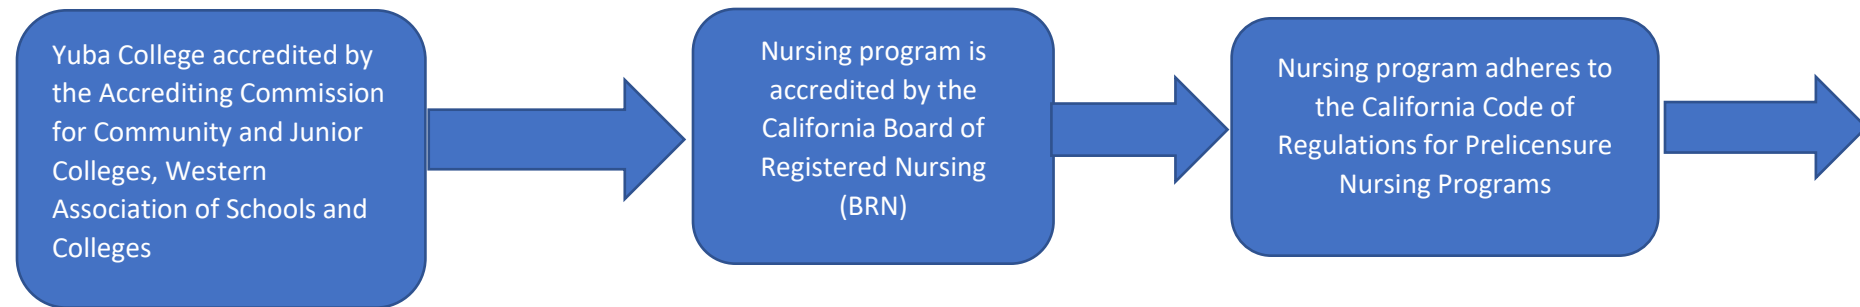 Yuba College accredited by
the Accrediting Commission
for Community and Junior
Colleges, Western
Association of Schools and
Colleges
Nursing program is
accredited by the
California Board of
Registered Nursing
(BRN)
Nursing program adheres to
the California Code of
Regulations for Prelicensure
Nursing Programs